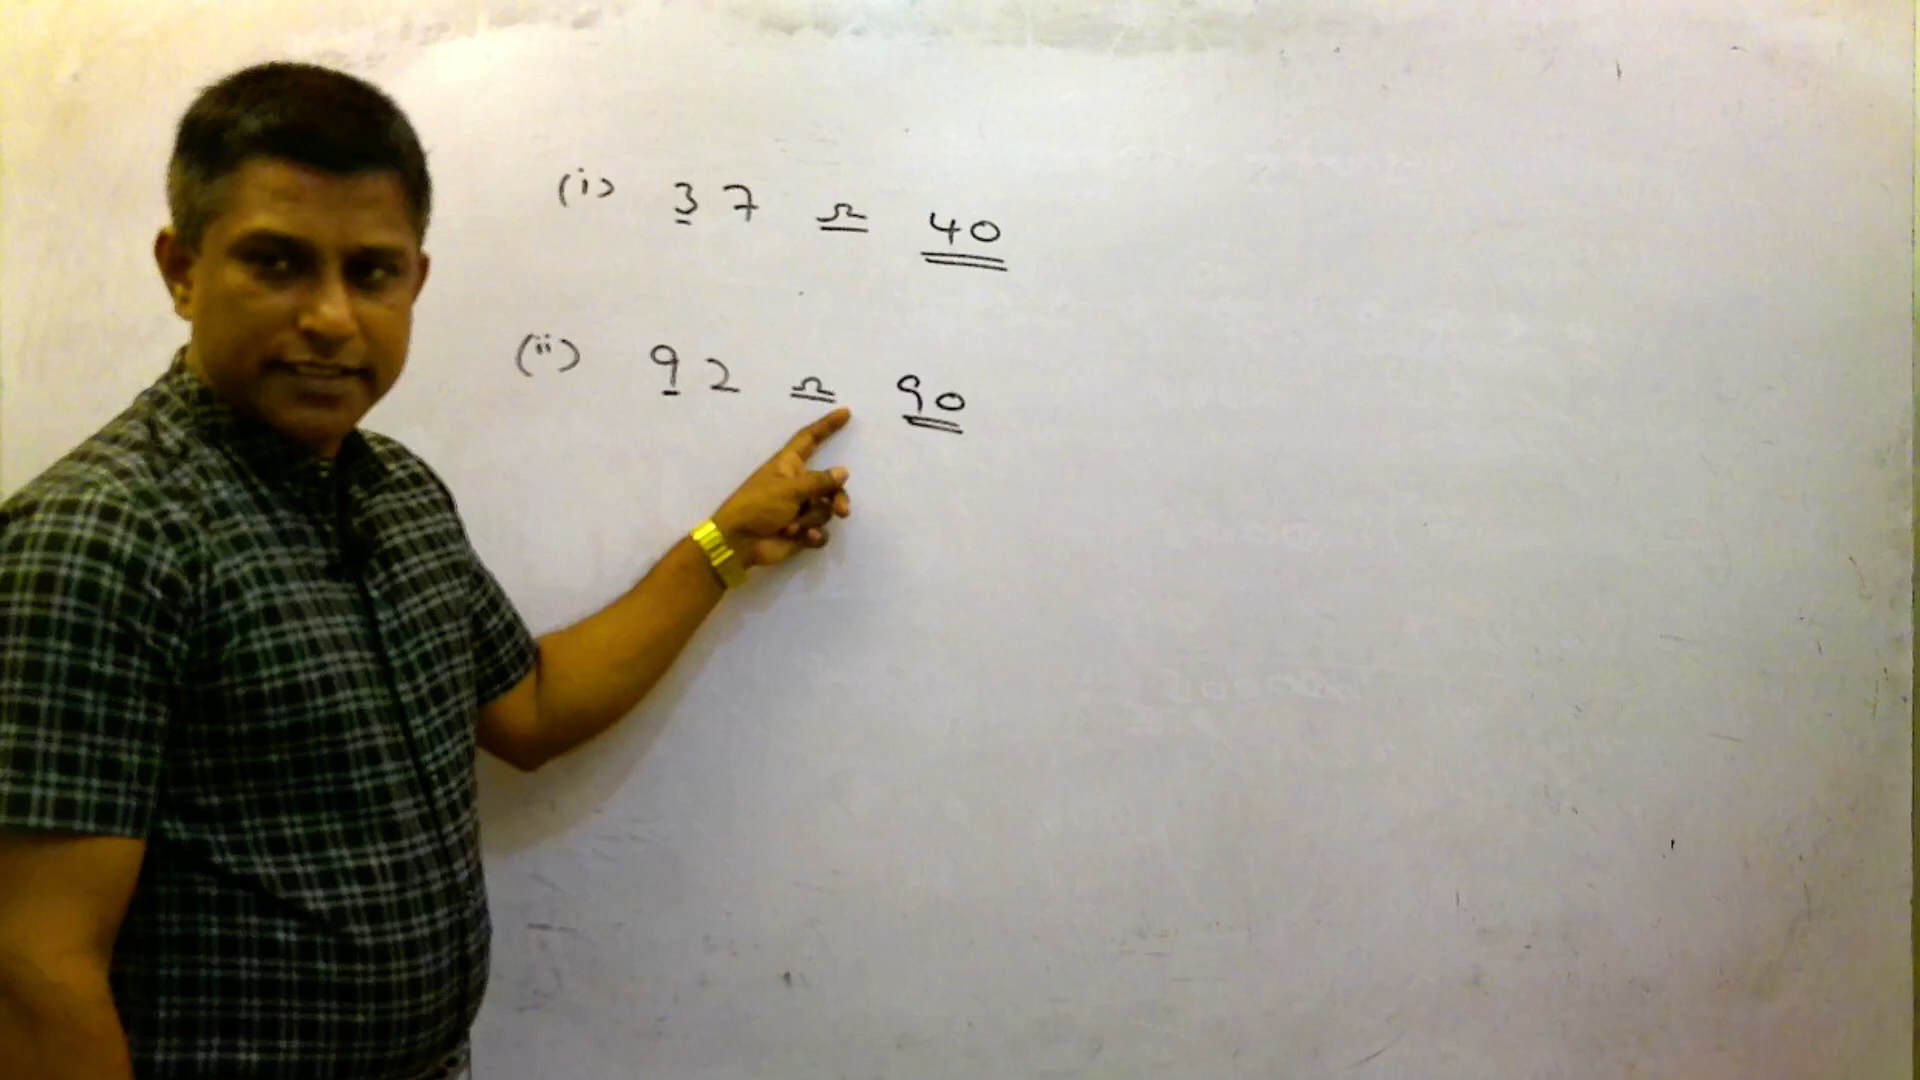 (i) 37 ≏ 40
(ii) 92 ≏ 90